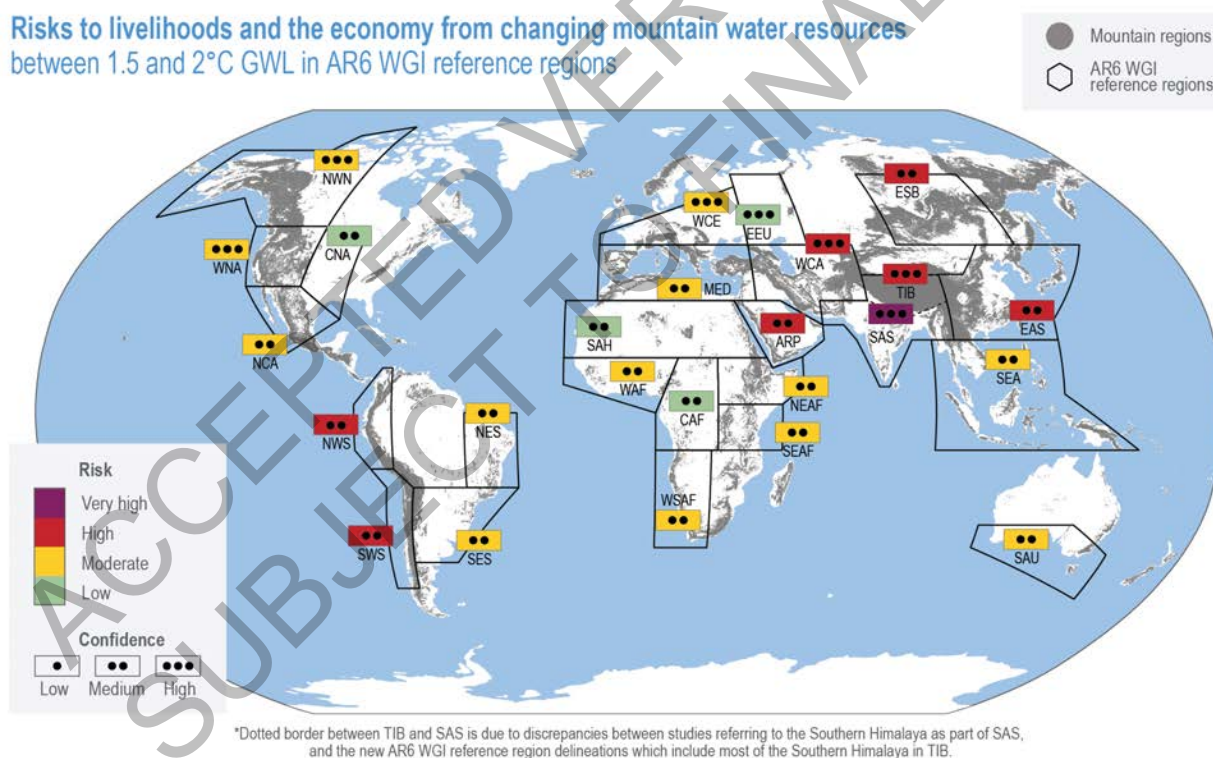 Risks to livelihoods and the economy from changing mountain water resources
between 1.5 and 2°C GWL in AR6 WGI reference regions
Mountain regions
AR6 WGI
reference regions
NWN
WNA
CNA
NCA
NWS
NES
SWS
SES
WCE
EEU
MED
SAH
WAF
CAF
NEAF
SEAF
WSAF
ARP
WCA
ESB
TIB
SAS
EAS
SEA
SAU
Risk
Very high
High
Moderate
Low
Confidence
Low Medium High
*Dotted border between TIB and SAS is due to discrepancies between studies referring to the Southern Himalaya as part of SAS,
and the new AR6 WGI reference region delineations which include most of the Southern Himalaya in TIB.
ACCEPTED VER
SUBJECT TO FINAL